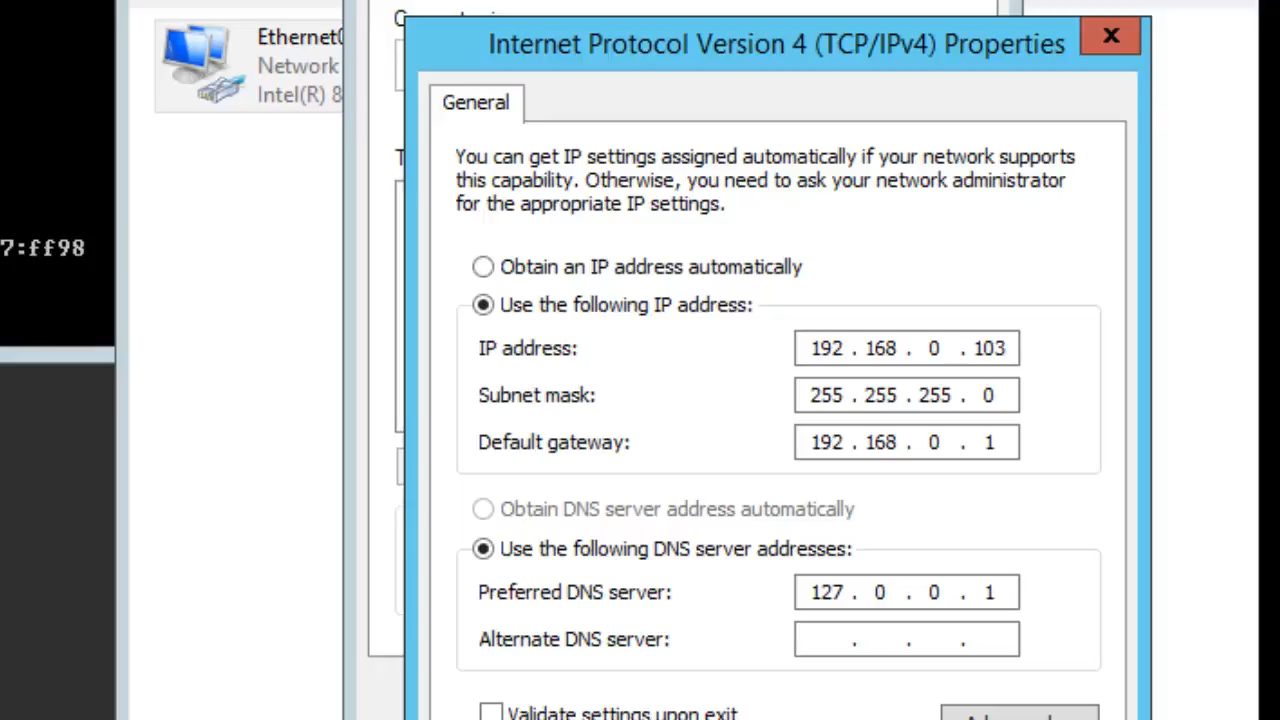 Ethernet0
Network
Intel(R) 8
7:ff98
Internet Protocol Version 4 (TCP/IPv4) Properties
General
You can get IP settings assigned automatically if your network supports
this capability. Otherwise, you need to ask your network administrator
for the appropriate IP settings.
Obtain an IP address automatically
Use the following IP address:
IP address: 192 . 168 . 0 . 103
Subnet mask: 255 . 255 . 255 . 0
Default gateway: 192 . 168 . 0 . 1
Obtain DNS server address automatically
Use the following DNS server addresses:
Preferred DNS server: 127 . 0 . 0 . 1
Alternate DNS server: . . .
Validate settings upon exit